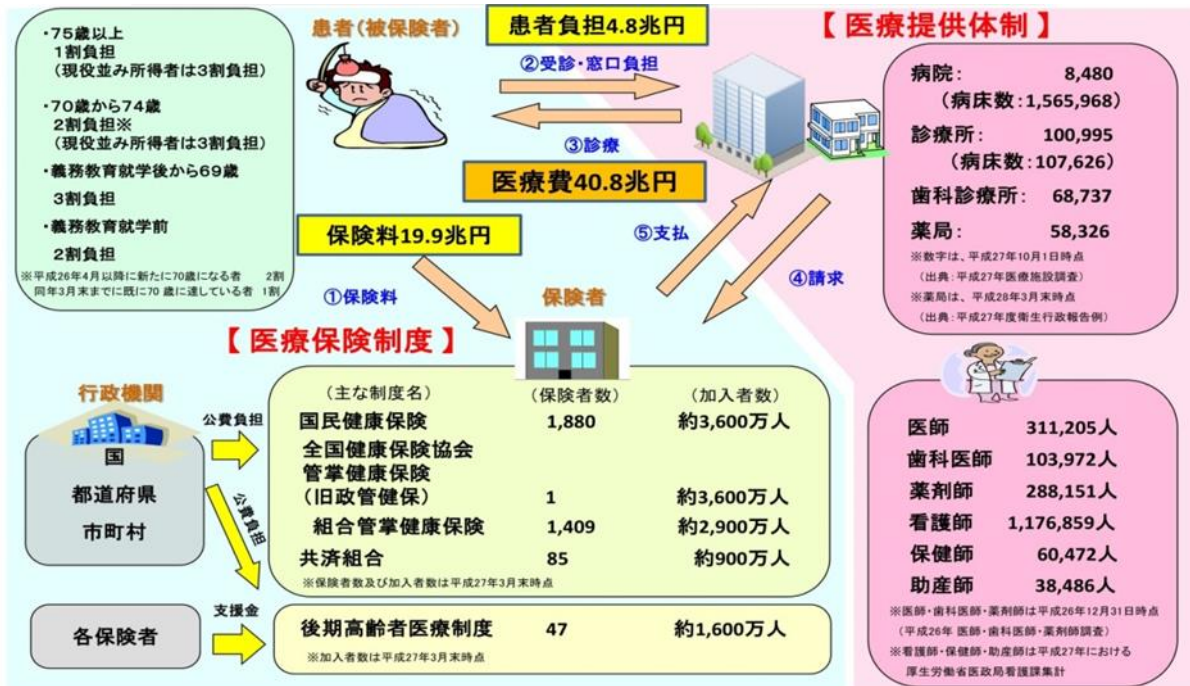 ・75歳以上
1割負担
(現役並み所得者は3割負担)
・70歳から74歳
2割負担※
(現役並み所得者は3割負担)
・義務教育就学後から69歳
3割負担
・義務教育就学前
2割負担
※平成26年4月以降に新たに70歳になる者 2割
同年3月末までに既に70 歳に達している者 1割
患者(被保険者)
患者負担4.8兆円
②受診・窓口負担
③診療
医療費40.8兆円
保険料19.9兆円
①保険料
⑤支払
④請求
保険者
【 医療提供体制 】
病院: 8,480
(病床数:1,565,968)
診療所: 100,995
(病床数:107,626)
歯科診療所: 68,737
薬局: 58,326
※数字は、平成27年10月1日時点
(出典:平成27年医療施設調査)
※薬局は、平成28年3月末時点
(出典:平成27年度衛生行政報告例)
【 医療保険制度 】
行政機関
国
都道府県
市町村
公費負担
公費負担
(主な制度名) (保険者数) (加入者数)
国民健康保険 1,880 約3,600万人
全国健康保険協会
管掌健康保険
(旧政管健保) 1 約3,600万人
組合管掌健康保険 1,409 約2,900万人
共済組合 85 約900万人
※保険者数及び加入者数は平成27年3月末時点
各保険者
支援金
後期高齢者医療制度 47 約1,600万人
※加入者数は平成27年3月末時点
医師 311,205人
歯科医師 103,972人
薬剤師 288,151人
看護師 1,176,859人
保健師 60,472人
助産師 38,486人
※医師・歯科医師・薬剤師は平成26年12月31日時点
(平成26年 医師・歯科医師・薬剤師調査)
※看護師・保健師・助産師は平成27年における
厚生労働省医政局看護課集計